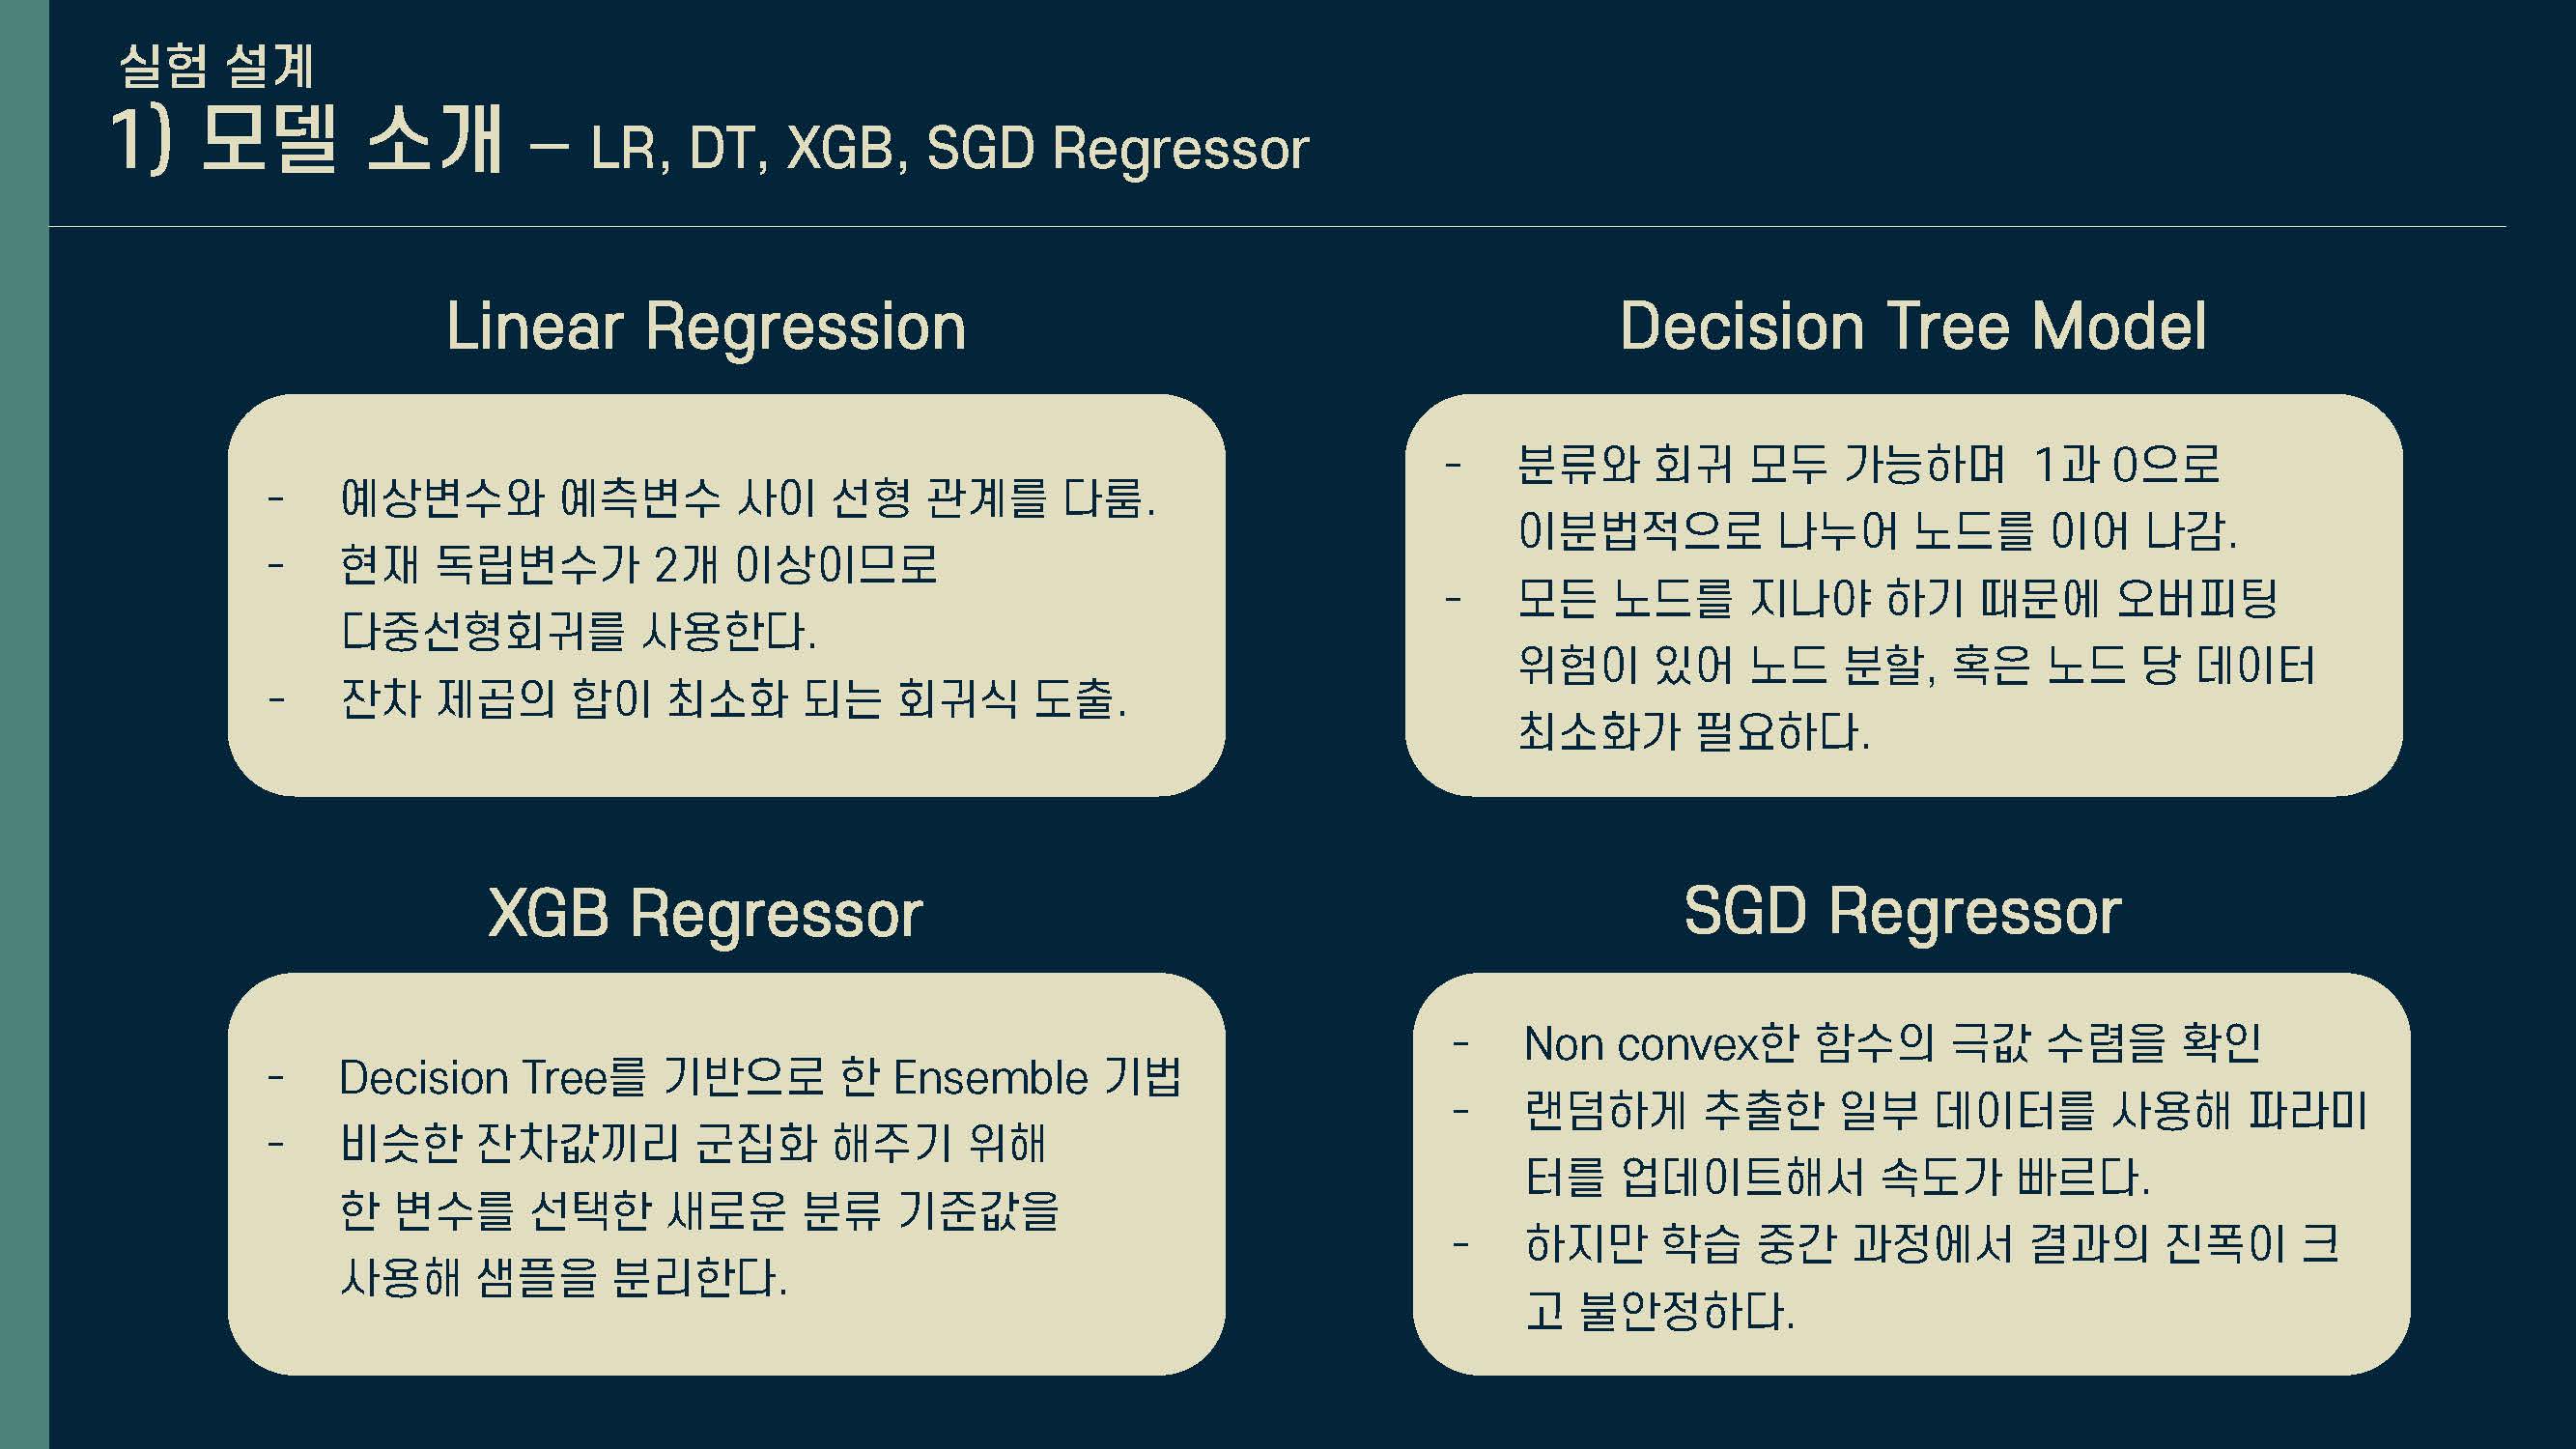 실험 설계
1) 모델 소개 – LR, DT, XGB, SGD Regressor
Linear Regression
- 예상변수와 예측변수 사이 선형 관계를 다룸.
- 현재 독립변수가 2개 이상이므로
다중선형회귀를 사용한다.
- 잔차 제곱의 합이 최소화 되는 회귀식 도출.
Decision Tree Model
- 분류와 회귀 모두 가능하며 1과 0으로
이분법적으로 나누어 노드를 이어 나감.
- 모든 노드를 지나야 하기 때문에 오버피팅
위험이 있어 노드 분할, 혹은 노드 당 데이터
최소화가 필요하다.
XGB Regressor
- Decision Tree를 기반으로 한 Ensemble 기법
- 비슷한 잔차값끼리 군집화 해주기 위해
한 변수를 선택한 새로운 분류 기준값을
사용해 샘플을 분리한다.
SGD Regressor
- Non convex한 함수의 극값 수렴을 확인
- 랜덤하게 추출한 일부 데이터를 사용해 파라미
터를 업데이트해서 속도가 빠르다.
- 하지만 학습 중간 과정에서 결과의 진폭이 크
고 불안정하다.